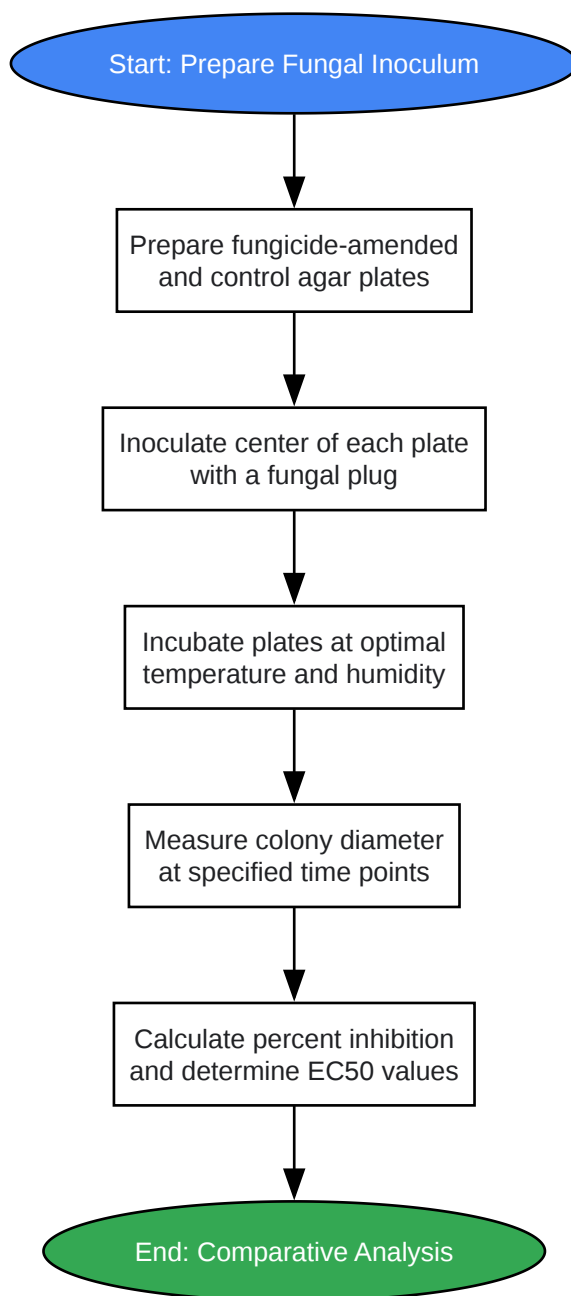 Start: Prepare Fungal Inoculum
Prepare fungicide-amended
and control agar plates
Inoculate center of each plate
with a fungal plug
Incubate plates at optimal
temperature and humidity
Measure colony diameter
at specified time points
Calculate percent inhibition
and determine EC50 values
End: Comparative Analysis